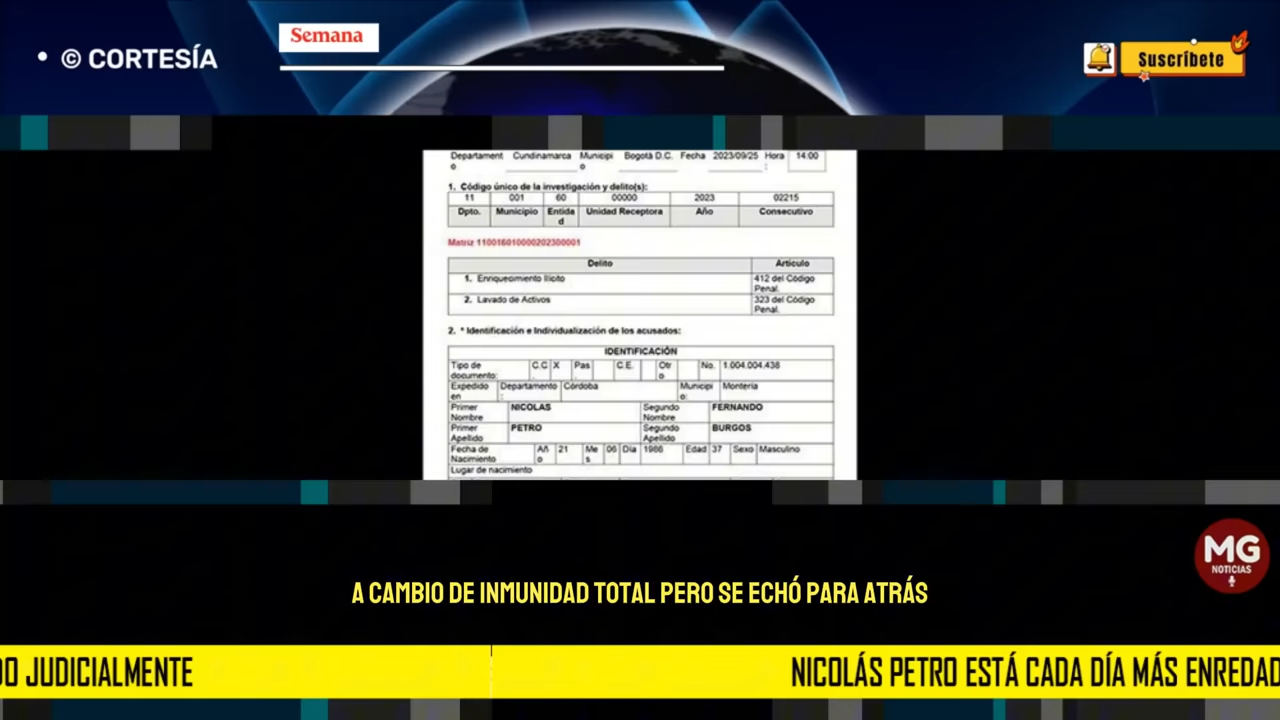 • © CORTESÍA
Semana
Suscríbete
Departament o Cundinamarca Municipi o Bogotá D.C. Fecha 2023/09/25 Hora : 14:00
1. Código único de la investigación y delito(s):
11 001 60 00000 2023 02215
Dpto. Municipio Entida d Unidad Receptora Año Consecutivo
Matriz 110016010000202300001
Delito Artículo
1. Enriquecimiento Ilícito 412 del Código Penal.
2. Lavado de Activos 323 del Código Penal.
2. * Identificación e Individualización de los acusados:
IDENTIFICACIÓN
Tipo de documento: C.C . X Pas . C.E. Otr o No. 1.004.004.438
Expedido en Departamento : Córdoba Municipi o: Montería
Primer Nombre NICOLAS Segundo Nombre FERNANDO
Primer Apellido PETRO Segundo Apellido BURGOS
Fecha de Nacimiento Añ o 21 Me s 06 Día 1986 Edad 37 Sexo Masculino
Lugar de nacimiento
MG
NOTICIAS
A CAMBIO DE INMUNIDAD TOTAL PERO SE ECHÓ PARA ATRÁS
DO JUDICIALMENTE NICOLÁS PETRO ESTÁ CADA DÍA MÁS ENREDAD